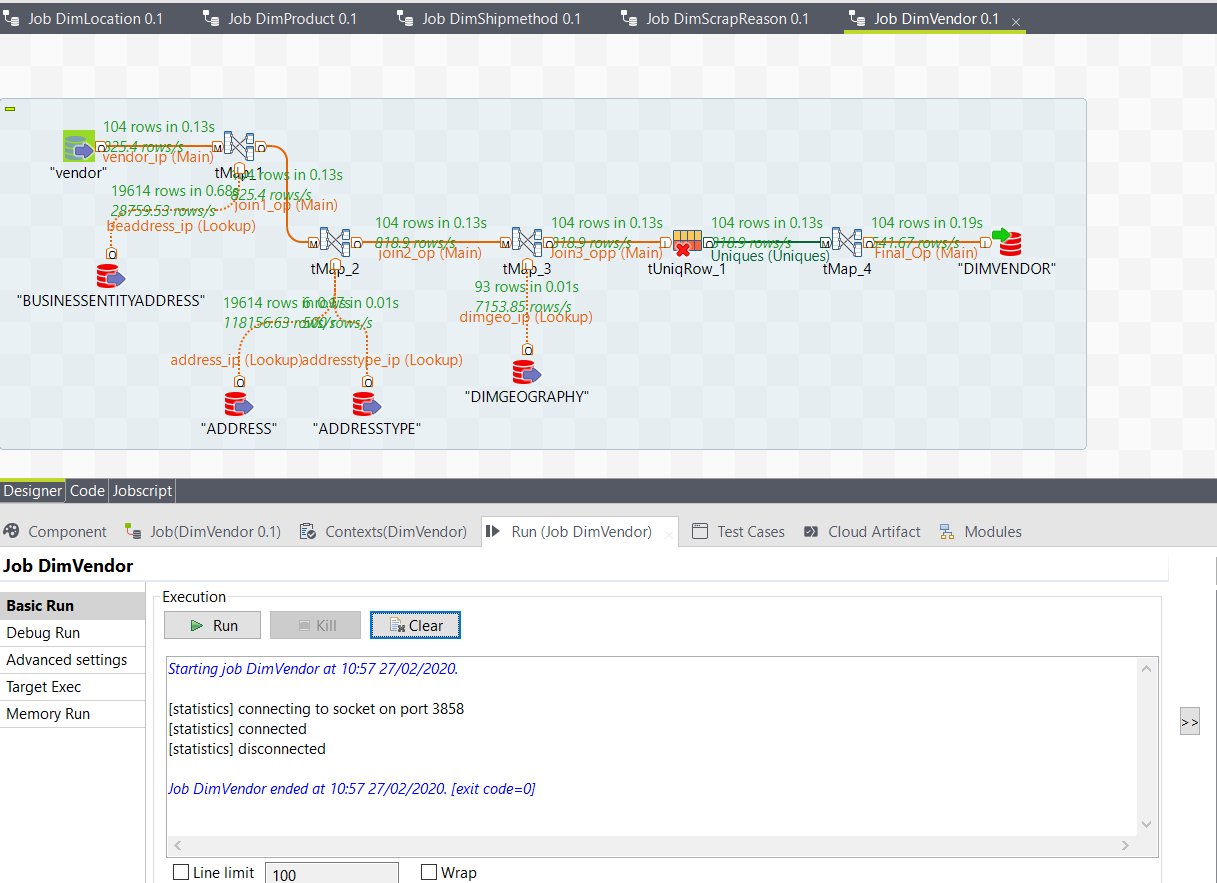 Job DimLocation 0.1 Job DimProduct 0.1 Job DimShipmethod 0.1 Job DimScrapReason 0.1 Job DimVendor 0.1
104 rows in 0.13s
825.4 rows/s
vendor_ip (Main)
"vendor"
tMap_1
104 rows in 0.13s
825.4 rows/s
join1_op (Main)
19614 rows in 0.68s
28759.53 rows/s
beaddress_ip (Lookup)
"BUSINESSENTITYADDRESS"
104 rows in 0.13s 104 rows in 0.13s 104 rows in 0.13s 104 rows in 0.19s
818.9 rows/s 818.9 rows/s 818.9 rows/s 541.67 rows/s
join2_op (Main) Join3_opp (Main) Uniques (Uniques) Final_Op (Main)
tMap_2 tMap_3 tUniqRow_1 tMap_4 "DIMVENDOR"
19614 rows in 6 rows in 0.01s
118156.63 rows/s
93 rows in 0.01s
7153.85 rows/s
dimgeo_ip (Lookup)
address_ip (Lookup) addresstype_ip (Lookup)
"DIMGEOGRAPHY"
"ADDRESS" "ADDRESSTYPE"
Designer Code Jobscript
Component Job(DimVendor 0.1) Contexts(DimVendor) Run (Job DimVendor) Test Cases Cloud Artifact Modules
Job DimVendor
Basic Run
Debug Run
Advanced settings
Target Exec
Memory Run
Execution
Run Kill Clear
Starting job DimVendor at 10:57 27/02/2020.
[statistics] connecting to socket on port 3858
[statistics] connected
[statistics] disconnected
Job DimVendor ended at 10:57 27/02/2020. [exit code=0]
>>
Line limit 100 Wrap